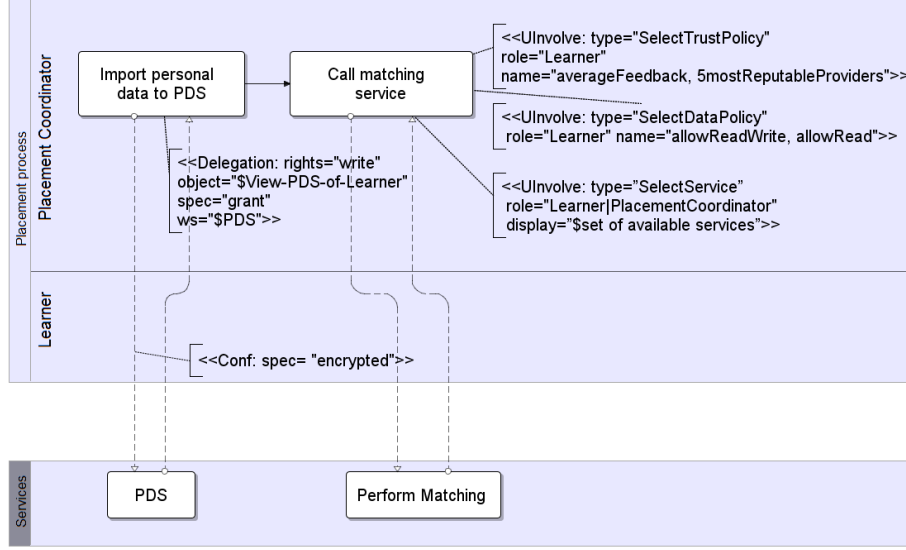 Placement process
Placement Coordinator
Import personal
data to PDS
Call matching
service
<<UInvolve: type="SelectTrustPolicy"
role="Learner"
name="averageFeedback, 5mostReputableProviders">>
<<UInvolve: type="SelectDataPolicy"
role="Learner" name="allowReadWrite, allowRead">>
<<Delegation: rights="write"
object="$View-PDS-of-Learner"
spec="grant"
ws="$PDS">>
<<UInvolve: type=”SelectService”
role="Learner|PlacementCoordinator"
display=”$set of available services”>>
Learner
<<Conf: spec= "encrypted">>
Services
PDS
Perform Matching